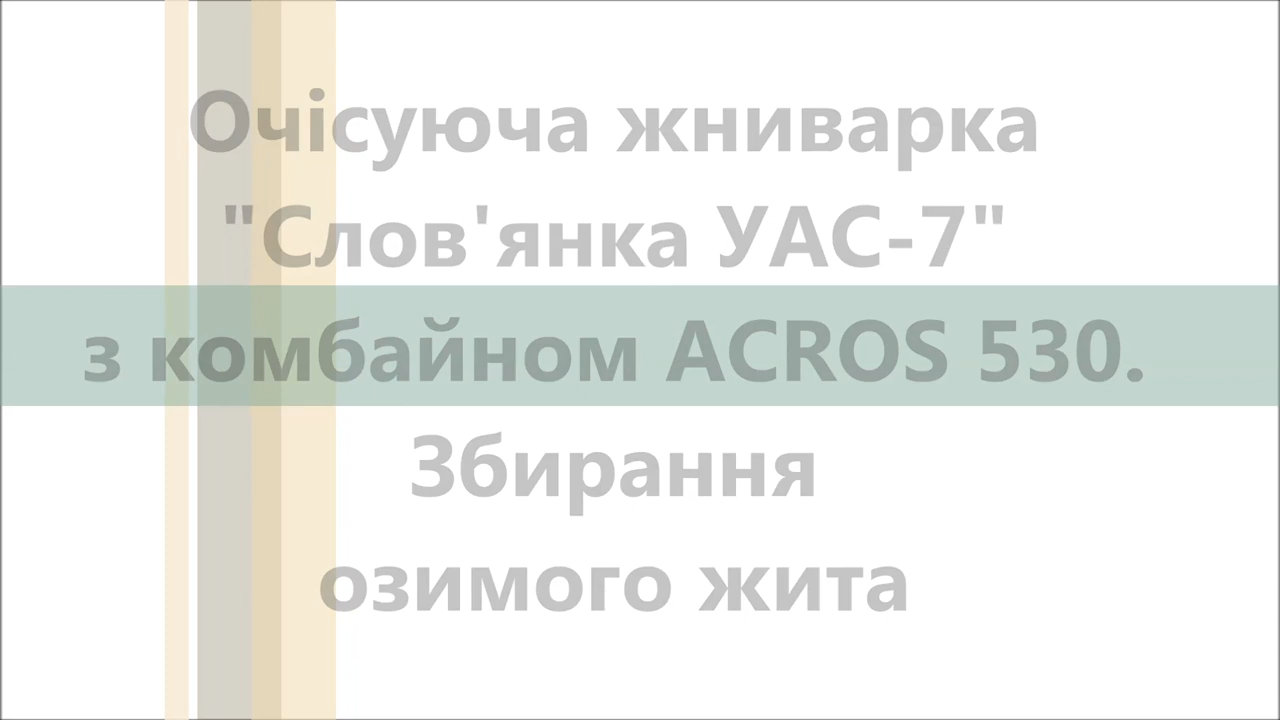 Очісуюча жниварка
"Слов'янка УАС-7"
з комбайном ACROS 530.
Збирання
озимого жита